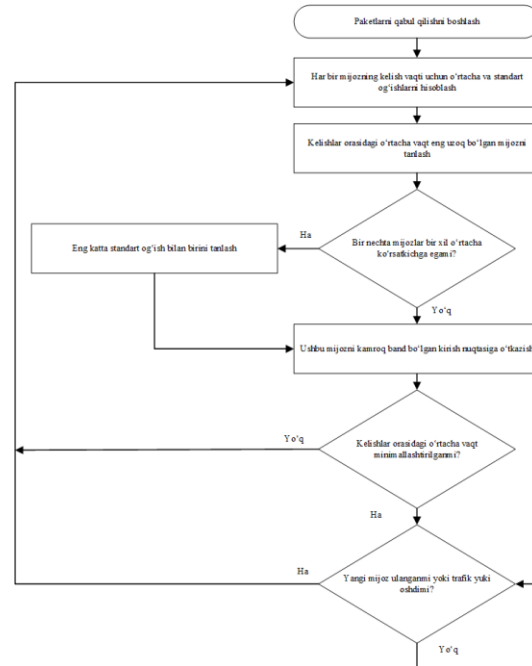 Paketlarni qabul qilishni boshlash
Har bir mijozning kelish vaqti uchun o‘rtacha va standart
og‘ishlarni hisoblash
Kelishlar orasidagi o‘rtacha vaqt eng uzoq bo‘lgan mijozni
tanlash
Bir nechta mijozlar bir xil o‘rtacha
ko‘rsatkichga egami?
Ha
Eng katta standart og‘ish bilan birini tanlash
Yo‘q
Ushbu mijozni kamroq band bo‘lgan kirish nuqtasiga o‘tkazish
Kelishlar orasidagi o‘rtacha vaqt
minimallashtirilganmi?
Yo‘q
Ha
Yangi mijoz ulanganmi yoki trafik yuki
oshdimi?
Ha
Yo‘q